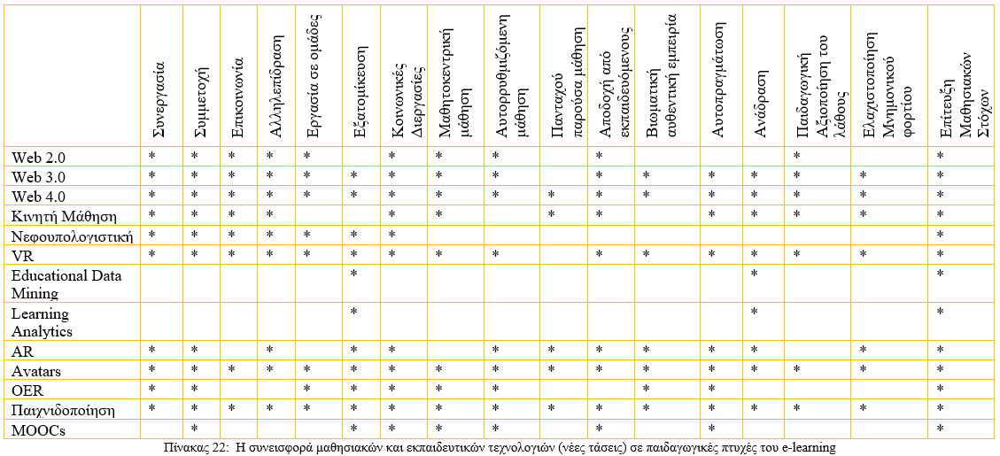 Συνεργασία
Συμμετοχή
Επικοινωνία
Αλληλεπίδραση
Εργασία σε ομάδες
Εξατομίκευση
Κοινωνικές
Διεργασίες
Μαθητοκεντρική
μάθηση
Αυτορρυθμιζόμενη
μάθηση
Πανταχού
παρούσα μάθηση
Αποδοχή από
εκπαιδευόμενους
Βιωματική
αυθεντική εμπειρία
Αυτοπραγμάτωση
Ανάδραση
Παιδαγωγική
Αξιοποίηση του
λάθους
Ελαχιστοποίηση
Μνημονικού
φορτίου
Επίτευξη
Μαθησιακών
Στόχων
Web 2.0 * * * * * * * * * * *
Web 3.0 * * * * * * * * * * * * * * * *
Web 4.0 * * * * * * * * * * * * * * * * *
Κινητή Μάθηση * * * * * * * * * * * * *
Νεφουπολογιστική * * * * * * * *
VR * * * * * * * * * * * * * * * *
Educational Data * * *
Mining
Learning * * *
Analytics
AR * * * * * * * * * * * * *
Avatars * * * * * * * * * * * * * * * * *
OER * * * * * * * * * *
Παιχνιδοποίηση * * * * * * * * * * * * * * * * *
MOOCs * * * * * * * *
Πίνακας 22: Η συνεισφορά μαθησιακών και εκπαιδευτικών τεχνολογιών (νέες τάσεις) σε παιδαγωγικές πτυχές του e-learning